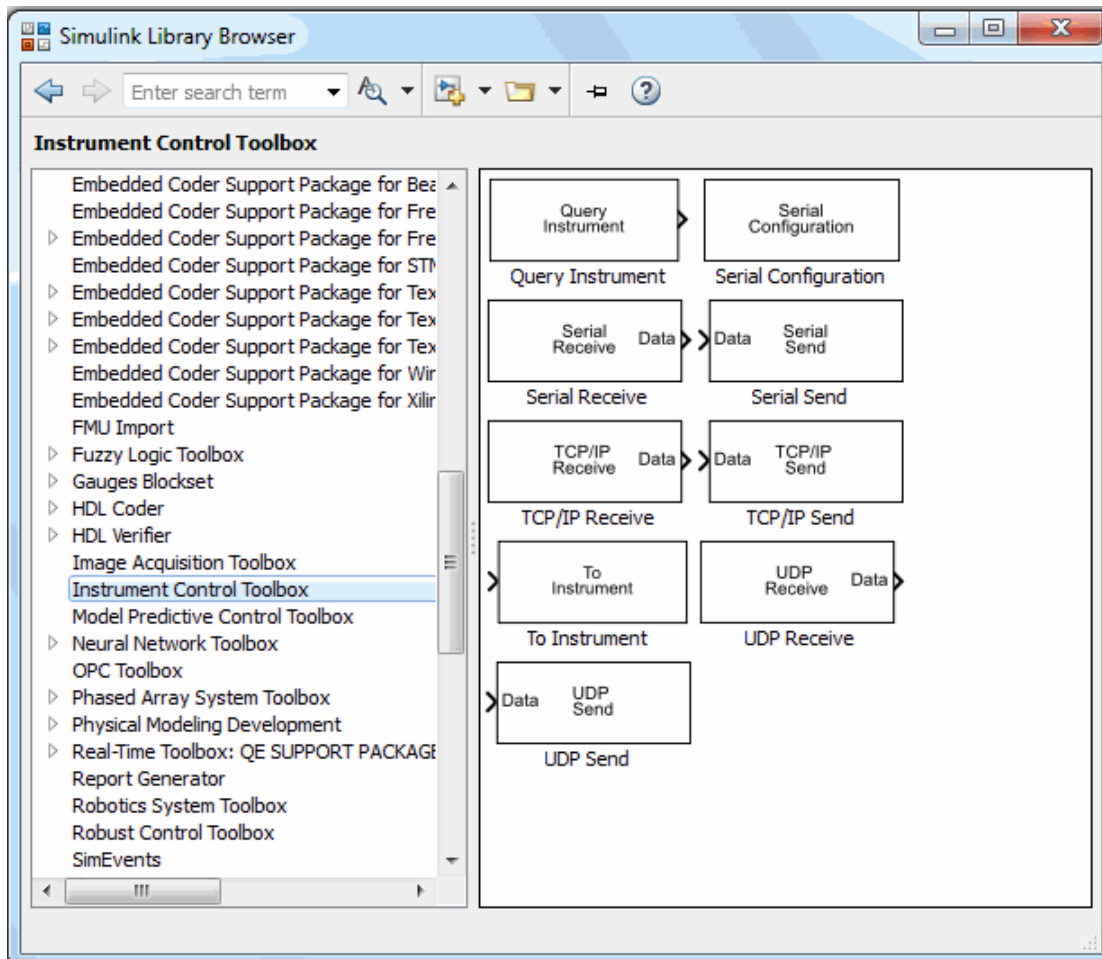 Simulink Library Browser
Enter search term
Instrument Control Toolbox
Embedded Coder Support Package for Bea
Embedded Coder Support Package for Fre
Embedded Coder Support Package for Fre
Embedded Coder Support Package for STM
Embedded Coder Support Package for Tex
Embedded Coder Support Package for Tex
Embedded Coder Support Package for Tex
Embedded Coder Support Package for Wir
Embedded Coder Support Package for Xilin
FMU Import
Fuzzy Logic Toolbox
Gauges Blockset
HDL Coder
HDL Verifier
Image Acquisition Toolbox
Instrument Control Toolbox
Model Predictive Control Toolbox
Neural Network Toolbox
OPC Toolbox
Phased Array System Toolbox
Physical Modeling Development
Real-Time Toolbox: QE SUPPORT PACKAGE
Report Generator
Robotics System Toolbox
Robust Control Toolbox
SimEvents
Query
Instrument
Query Instrument
Serial
Configuration
Serial Configuration
Serial
Receive
Data
Serial Receive
Data
Serial
Send
Serial Send
TCP/IP
Receive
Data
TCP/IP Receive
Data
TCP/IP
Send
TCP/IP Send
To
Instrument
To Instrument
UDP
Receive
Data
UDP Receive
Data
UDP
Send
UDP Send